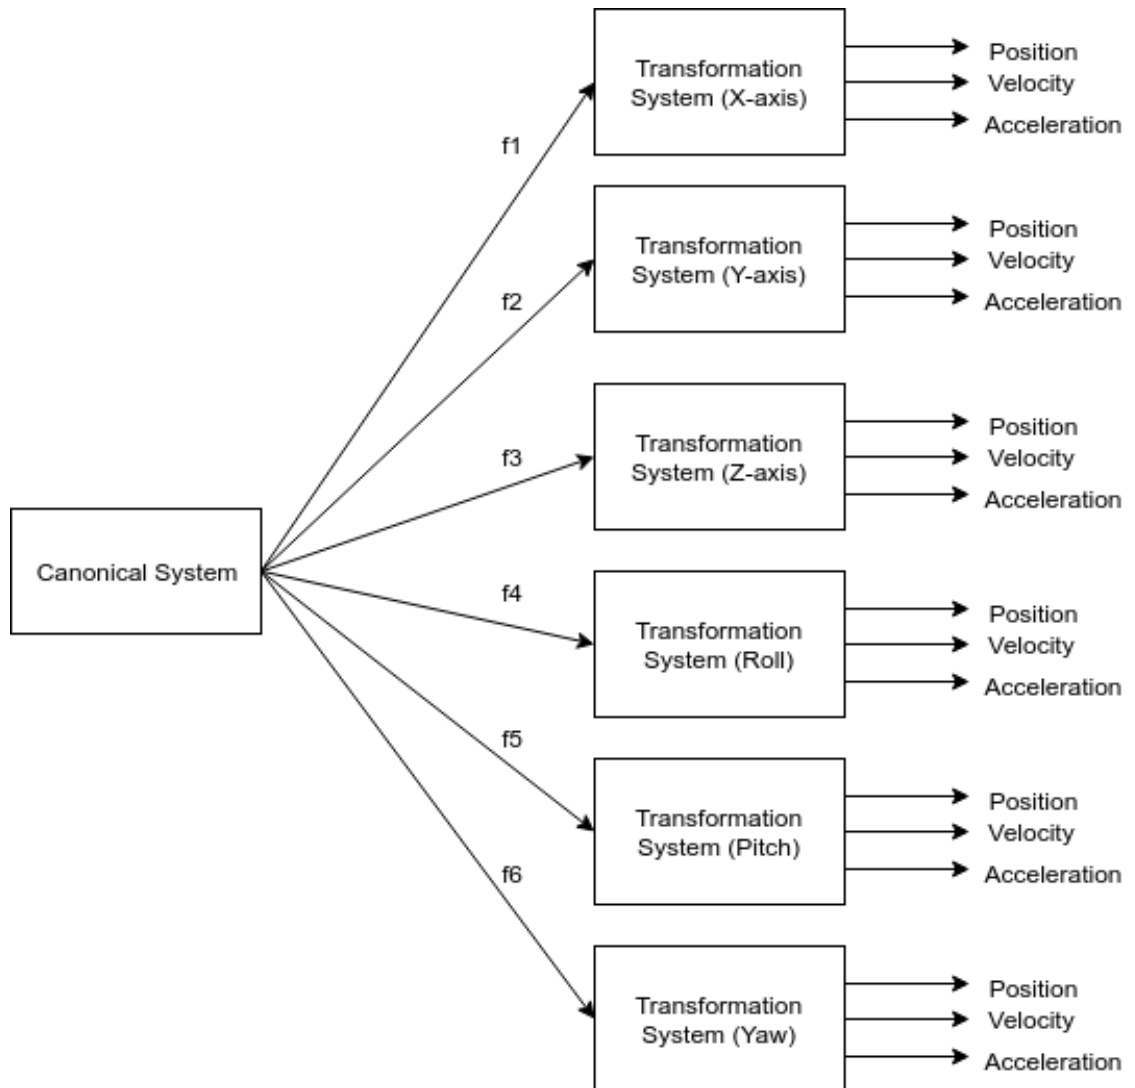 Transformation
System (X-axis)
Position
Velocity
Acceleration
f1
Transformation
System (Y-axis)
Position
Velocity
Acceleration
f2
Transformation
System (Z-axis)
Position
Velocity
Acceleration
f3
Canonical System
f4
Transformation
System (Roll)
Position
Velocity
Acceleration
f5
Transformation
System (Pitch)
Position
Velocity
Acceleration
f6
Transformation
System (Yaw)
Position
Velocity
Acceleration